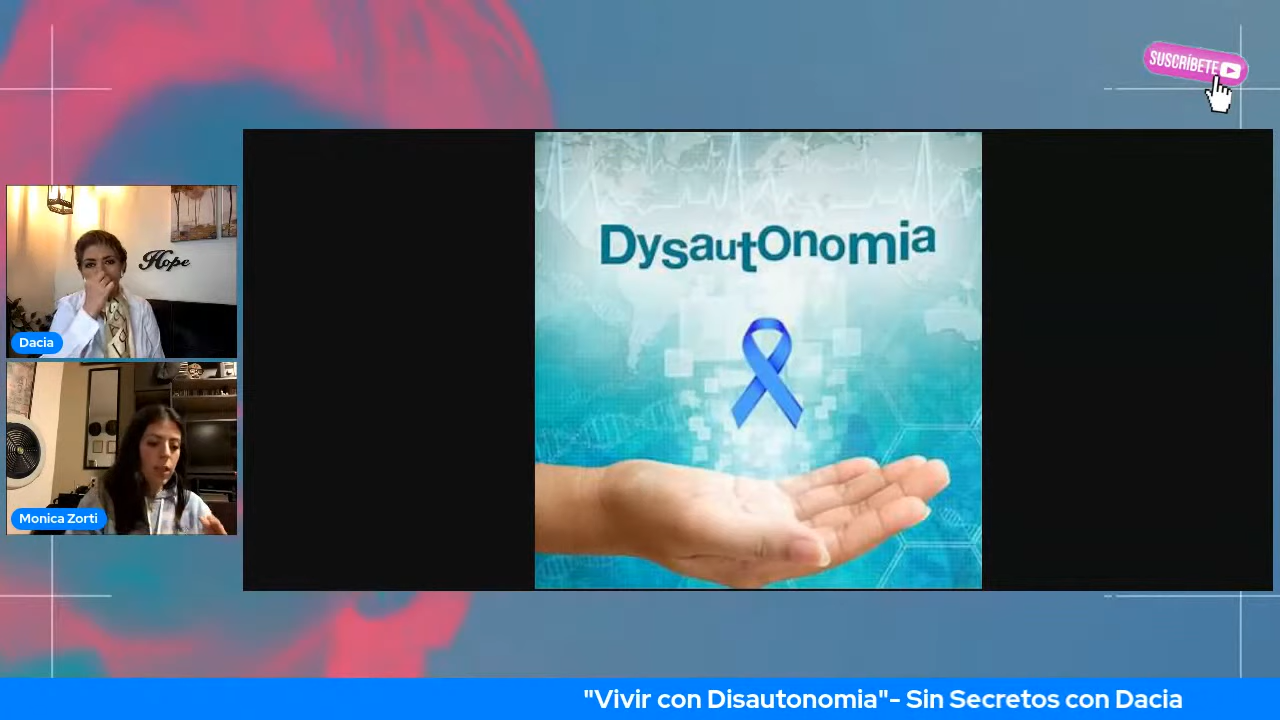 SUSCRÍBETE
Dysautonomia
Hope
Dacia
Monica Zorti
"Vivir con Disautonomia"- Sin Secretos con Dacia